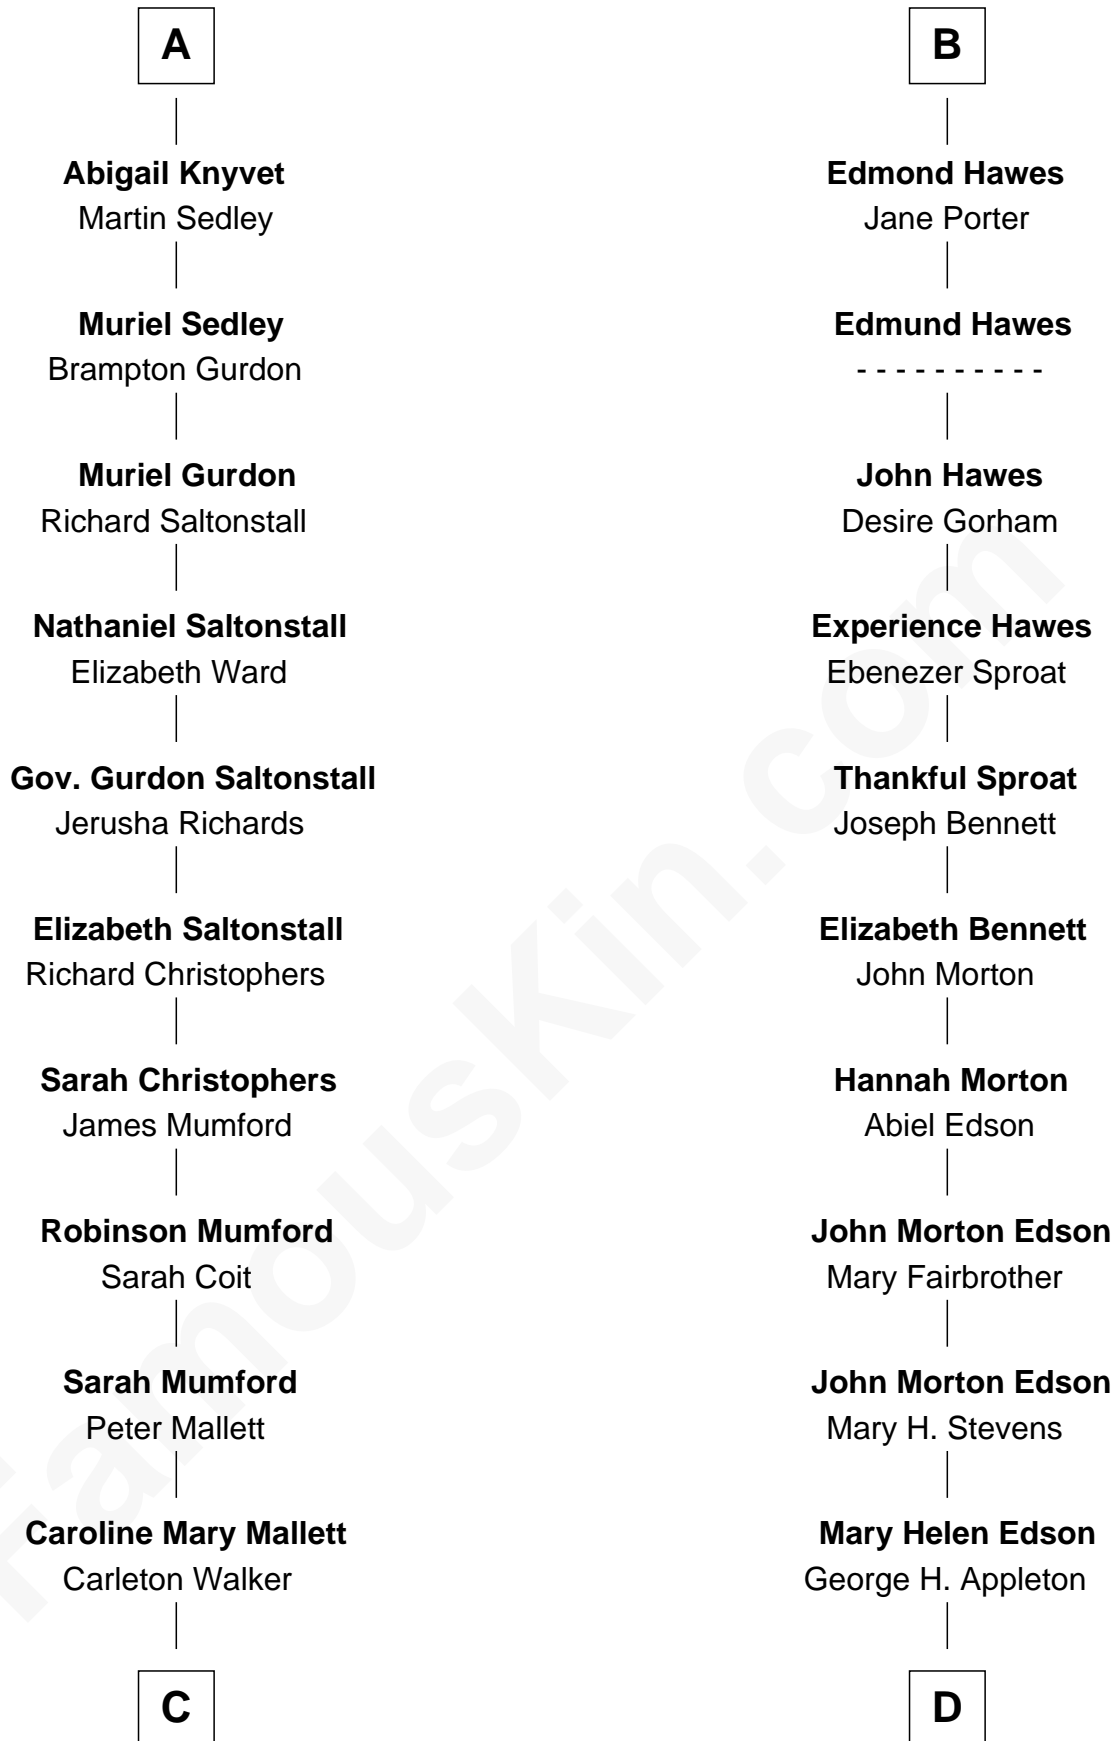 A
Abigail Knyvet
Martin Sedley
Muriel Sedley
Brampton Gurdon
Muriel Gurdon
Richard Saltonstall
Nathaniel Saltonstall
Elizabeth Ward
Gov. Gurdon Saltonstall
Jerusha Richards
Elizabeth Saltonstall
Richard Christophers
Sarah Christophers
James Mumford
Robinson Mumford
Sarah Coit
Sarah Mumford
Peter Mallett
Caroline Mary Mallett
Carleton Walker
C
B
Edmond Hawes
Jane Porter
Edmund Hawes
- - - - - - - - - -
John Hawes
Desire Gorham
Experience Hawes
Ebenezer Sproat
Thankful Sproat
Joseph Bennett
Elizabeth Bennett
John Morton
Hannah Morton
Abiel Edson
John Morton Edson
Mary Fairbrother
John Morton Edson
Mary H. Stevens
Mary Helen Edson
George H. Appleton
D
FamousKin.com